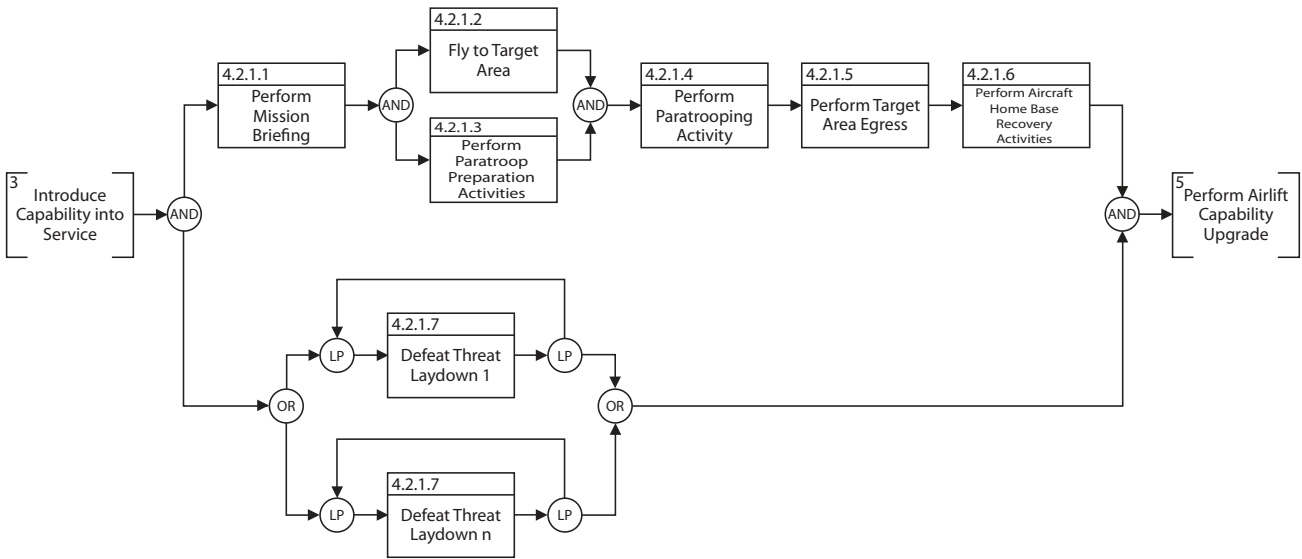 3
Introduce
Capability into
Service
AND
4.2.1.1
Perform
Mission
Briefing
AND
4.2.1.2
Fly to Target
Area
4.2.1.3
Perform
Paratroop
Preparation
Activities
AND
4.2.1.4
Perform
Paratrooping
Activity
4.2.1.5
Perform Target
Area Egress
4.2.1.6
Perform Aircraft
Home Base
Recovery
Activities
OR
LP
4.2.1.7
Defeat Threat
Laydown 1
LP
LP
4.2.1.7
Defeat Threat
Laydown n
LP
OR
AND
5
Perform Airlift
Capability
Upgrade